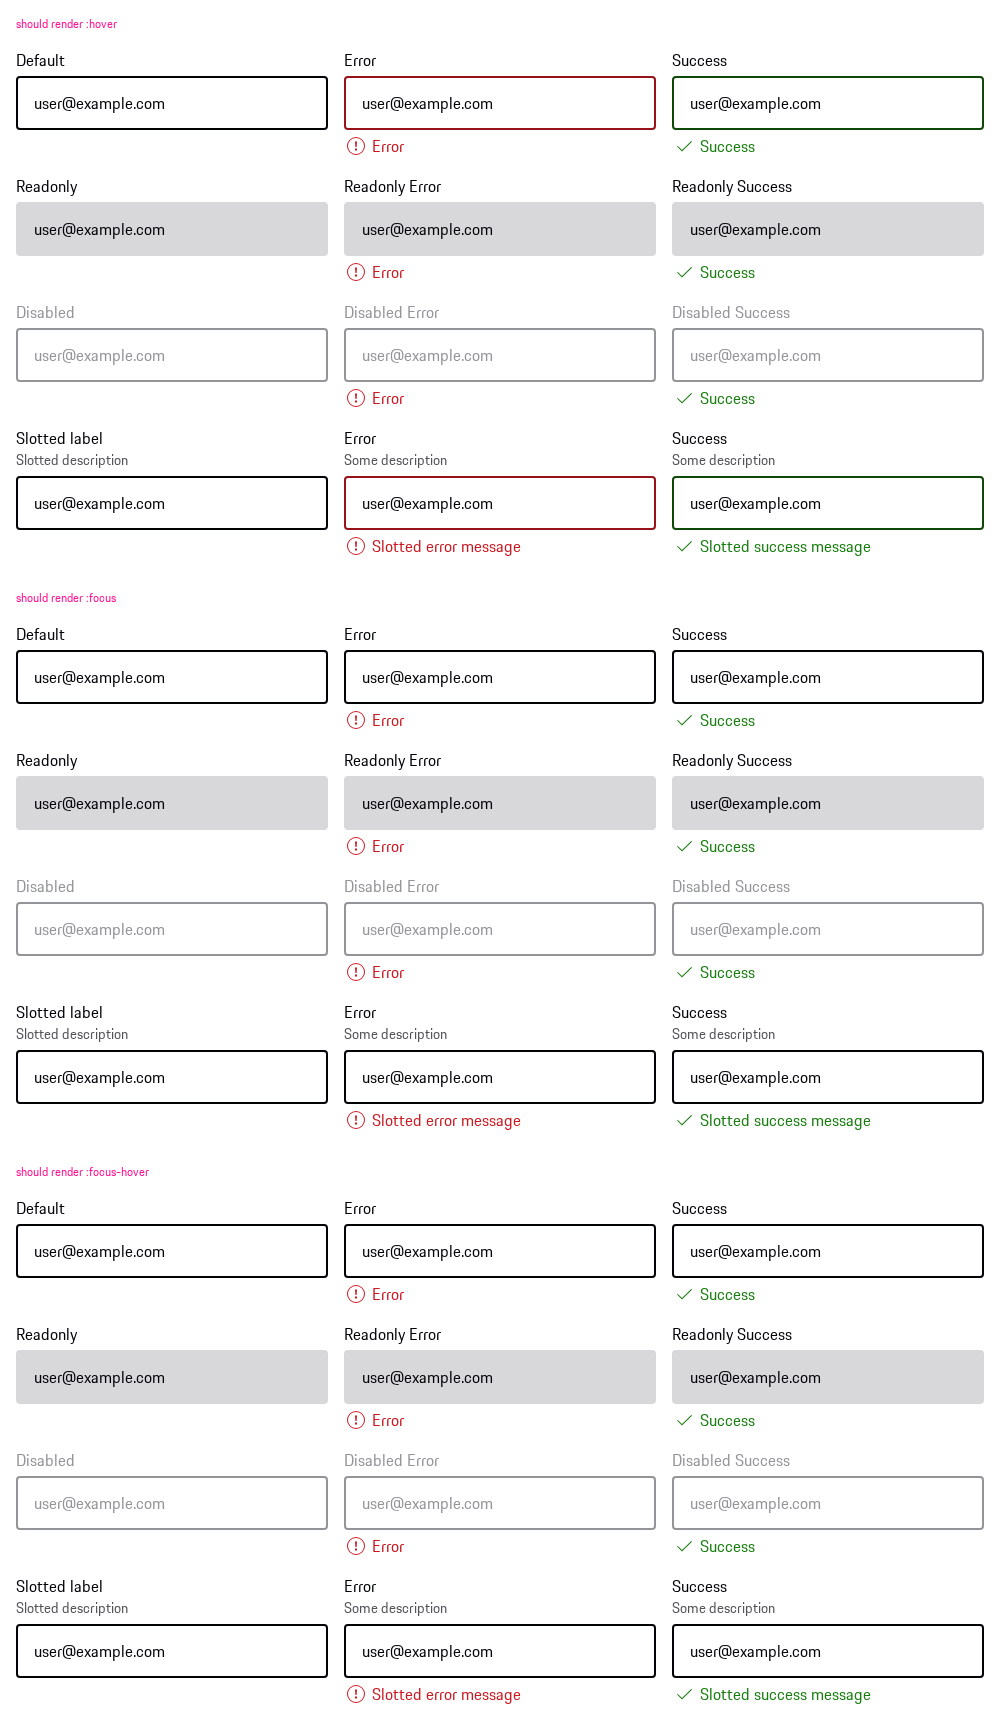 should render :hover
Default Error Success
user@example.com user@example.com user@example.com
Error Success
Readonly Readonly Error Readonly Success
user@example.com user@example.com user@example.com
Error Success
Disabled Disabled Error Disabled Success
user@example.com user@example.com user@example.com
Error Success
Slotted label Error Success
Slotted description Some description Some description
user@example.com user@example.com user@example.com
Slotted error message Slotted success message
should render :focus
Default Error Success
user@example.com user@example.com user@example.com
Error Success
Readonly Readonly Error Readonly Success
user@example.com user@example.com user@example.com
Error Success
Disabled Disabled Error Disabled Success
user@example.com user@example.com user@example.com
Error Success
Slotted label Error Success
Slotted description Some description Some description
user@example.com user@example.com user@example.com
Slotted error message Slotted success message
should render :focus-hover
Default Error Success
user@example.com user@example.com user@example.com
Error Success
Readonly Readonly Error Readonly Success
user@example.com user@example.com user@example.com
Error Success
Disabled Disabled Error Disabled Success
user@example.com user@example.com user@example.com
Error Success
Slotted label Error Success
Slotted description Some description Some description
user@example.com user@example.com user@example.com
Slotted error message Slotted success message